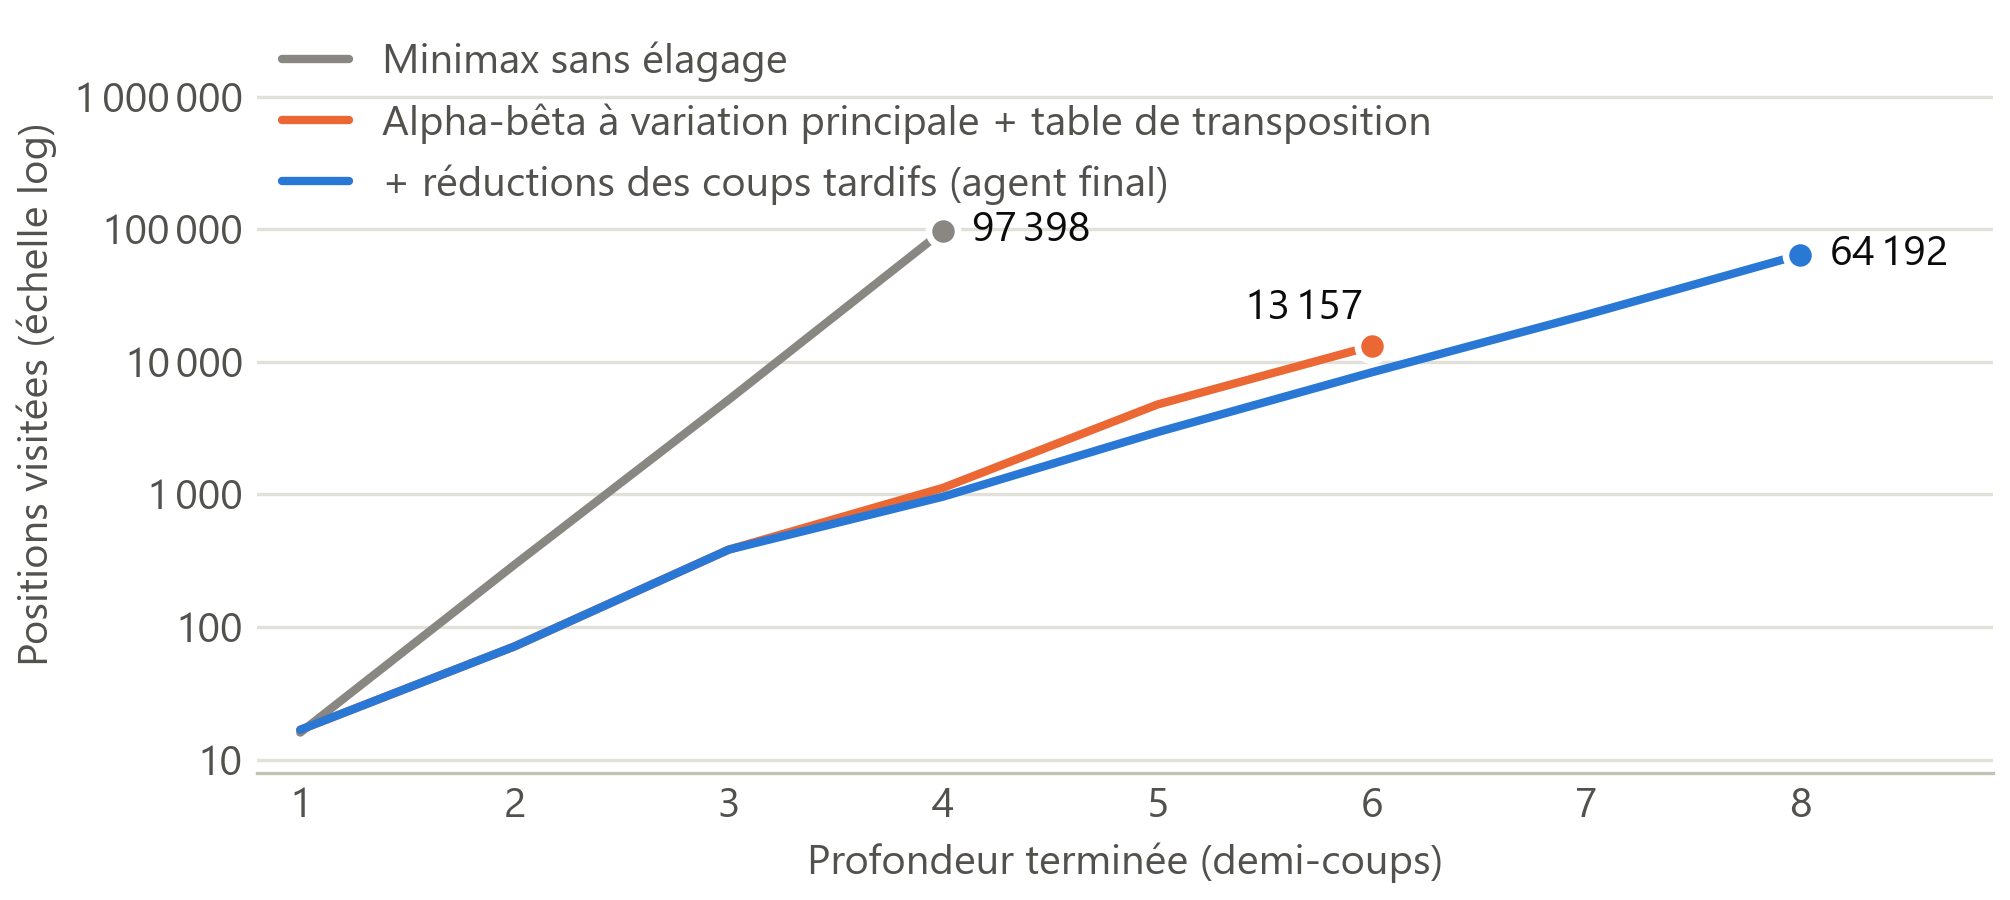 Minimax sans élagage
Alpha-bêta à variation principale + table de transposition
+ réductions des coups tardifs (agent final)
Positions visitées (échelle log)
1 000 000
100 000
10 000
1 000
100
10
97 398
13 157
64 192
1 2 3 4 5 6 7 8
Profondeur terminée (demi-coups)